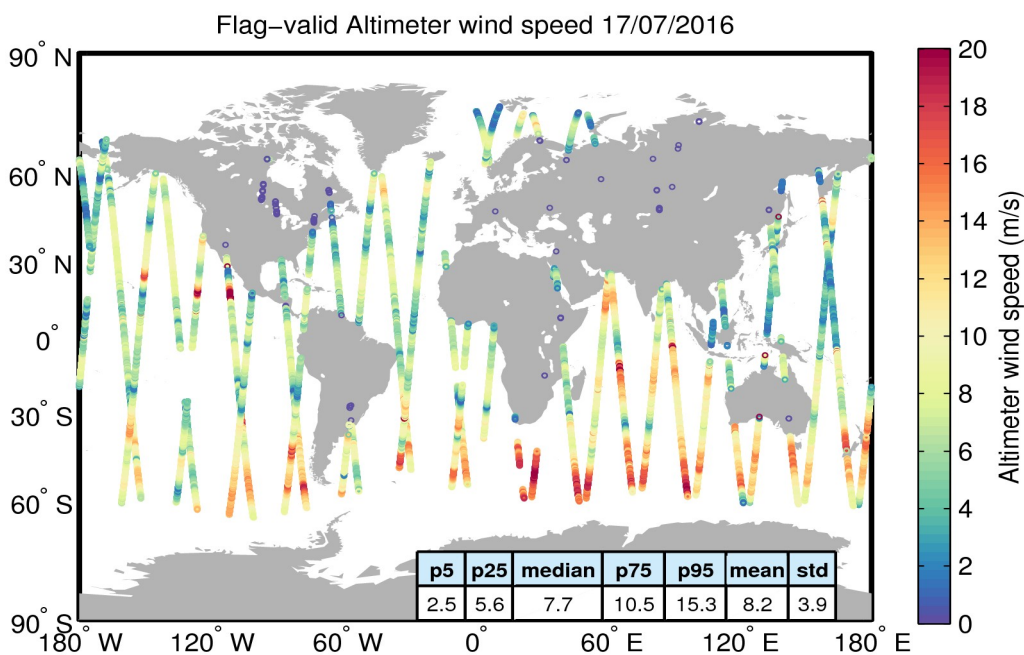 Flag−valid Altimeter wind speed 17/07/2016
90° N
60° N
30° N
0°
30° S
60° S
90° S
180° W
120° W
60° W
0°
60° E
120° E
180° E
p5 p25 median p75 p95 mean std
2.5 5.6 7.7 10.5 15.3 8.2 3.9
20
18
16
14
12
10
8
6
4
2
0
Altimeter wind speed (m/s)